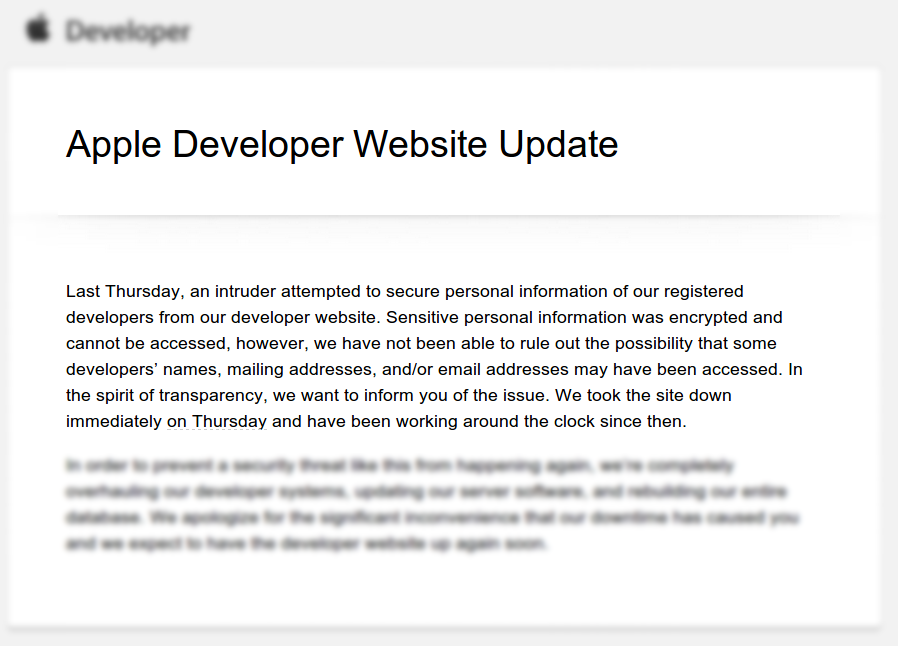 Developer
Apple Developer Website Update
Last Thursday, an intruder attempted to secure personal information of our registered
developers from our developer website. Sensitive personal information was encrypted and
cannot be accessed, however, we have not been able to rule out the possibility that some
developers’ names, mailing addresses, and/or email addresses may have been accessed. In
the spirit of transparency, we want to inform you of the issue. We took the site down
immediately on Thursday and have been working around the clock since then.
In order to prevent a security threat like this from happening again, we’re completely
overhauling our developer systems, updating our server software, and rebuilding our entire
database. We apologize for the significant inconvenience that our downtime has caused you
and we expect to have the developer website up again soon.